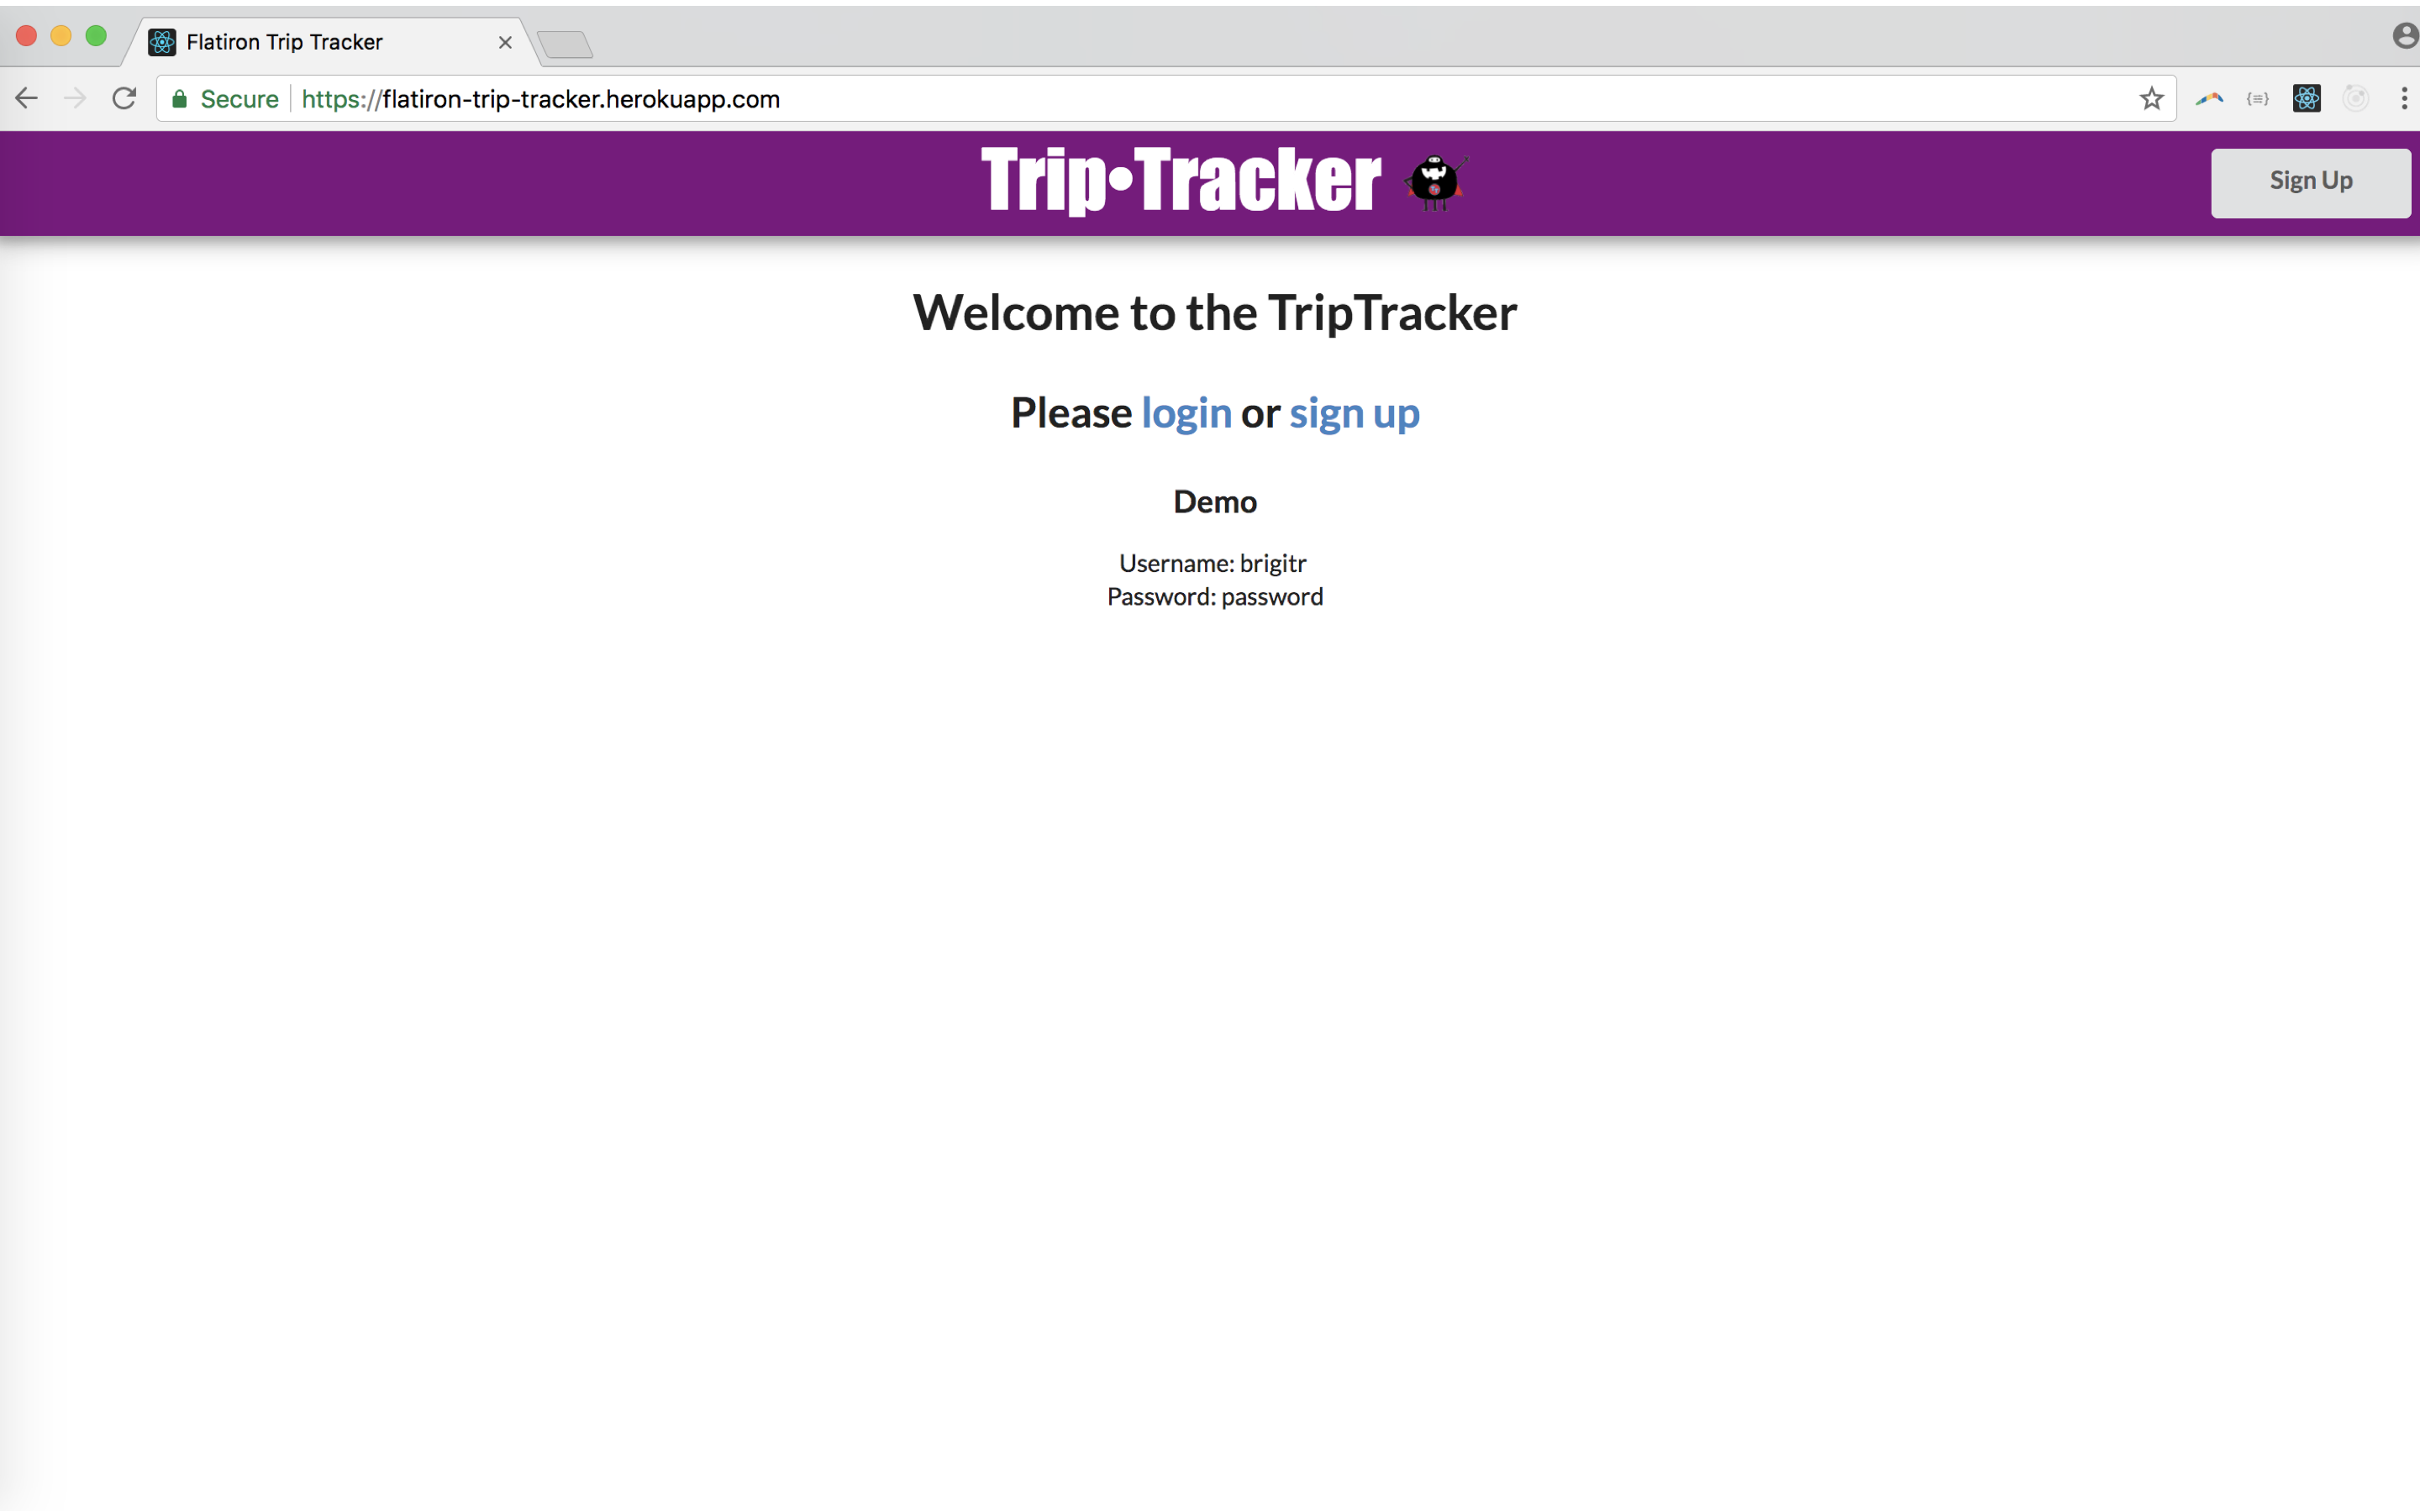 Flatiron Trip Tracker
Secure https://flatiron-trip-tracker.herokuapp.com
Trip•Tracker
Sign Up
Welcome to the TripTracker
Please login or sign up
Demo
Username: brigitr
Password: password